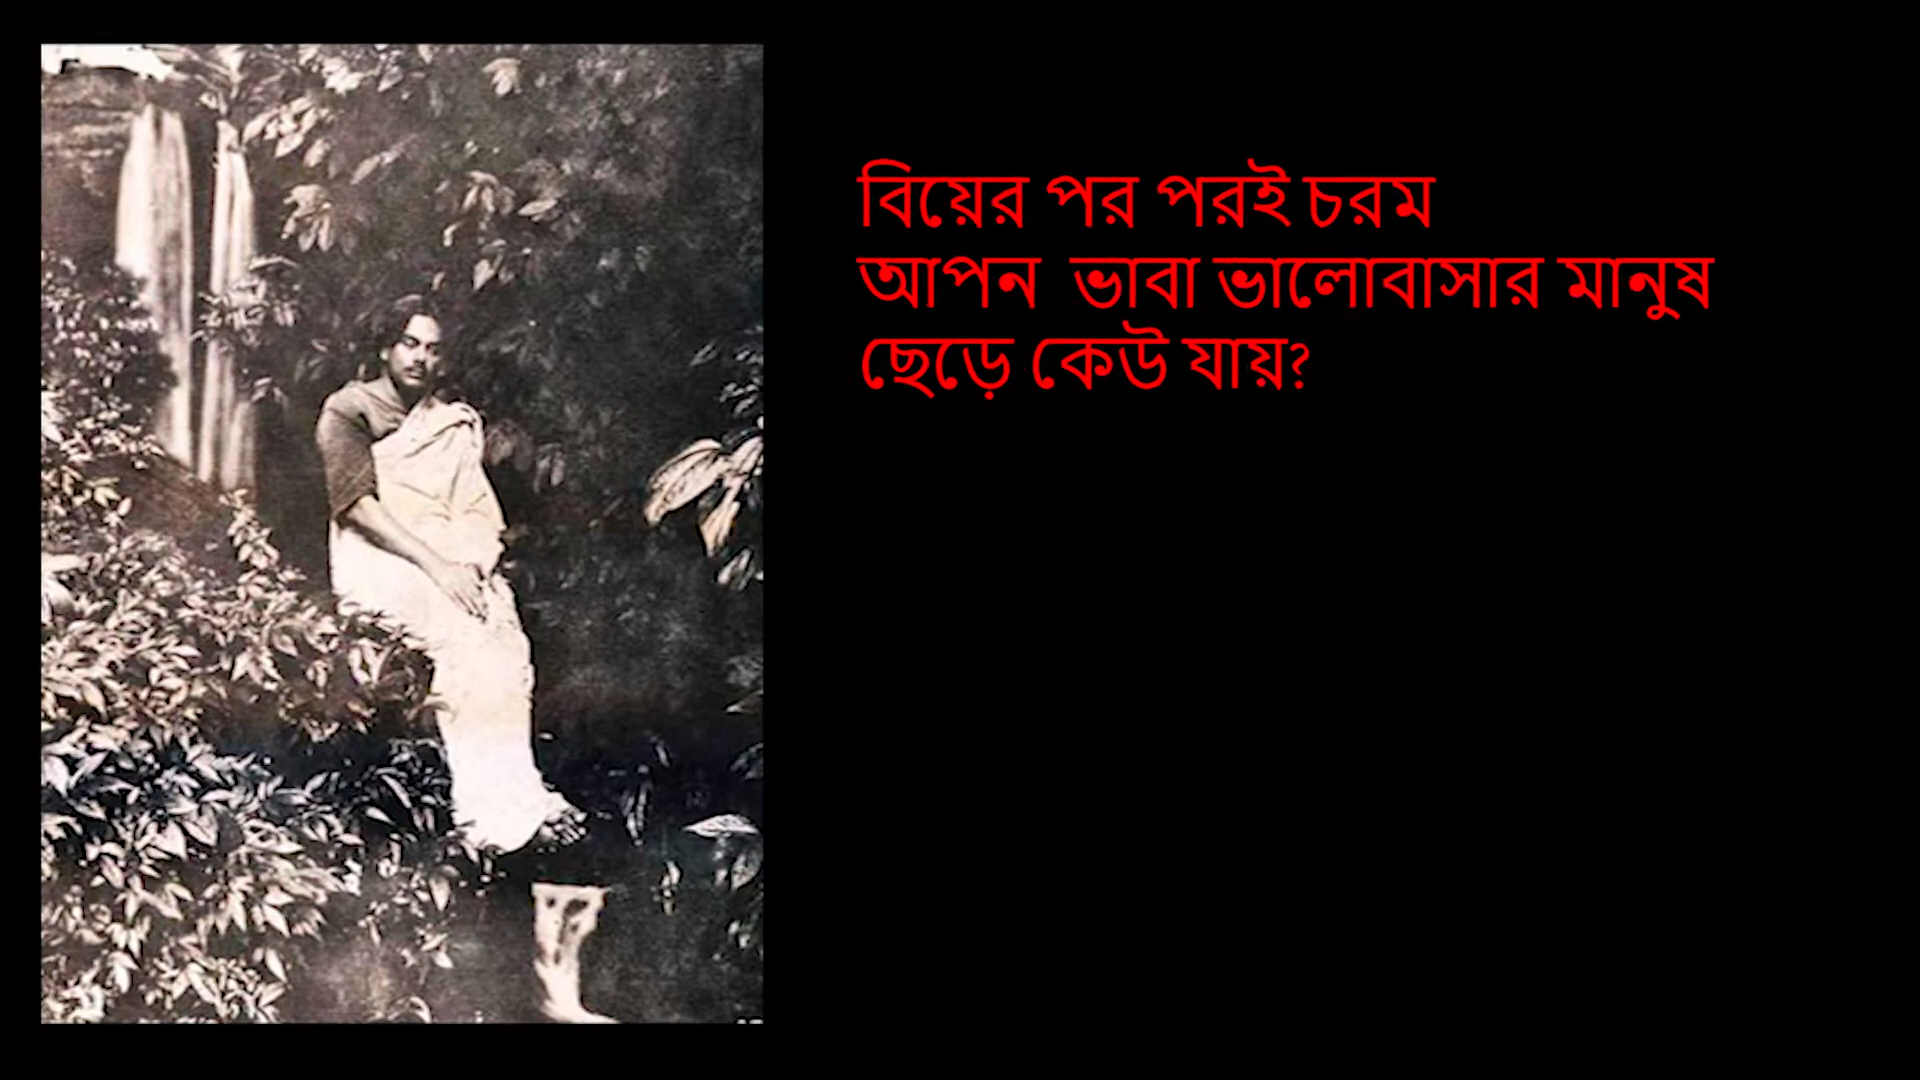 বিয়ের পর পরই চরম
আপন ভাবা ভালোবাসার মানুষ
ছেড়ে কেউ যায়?